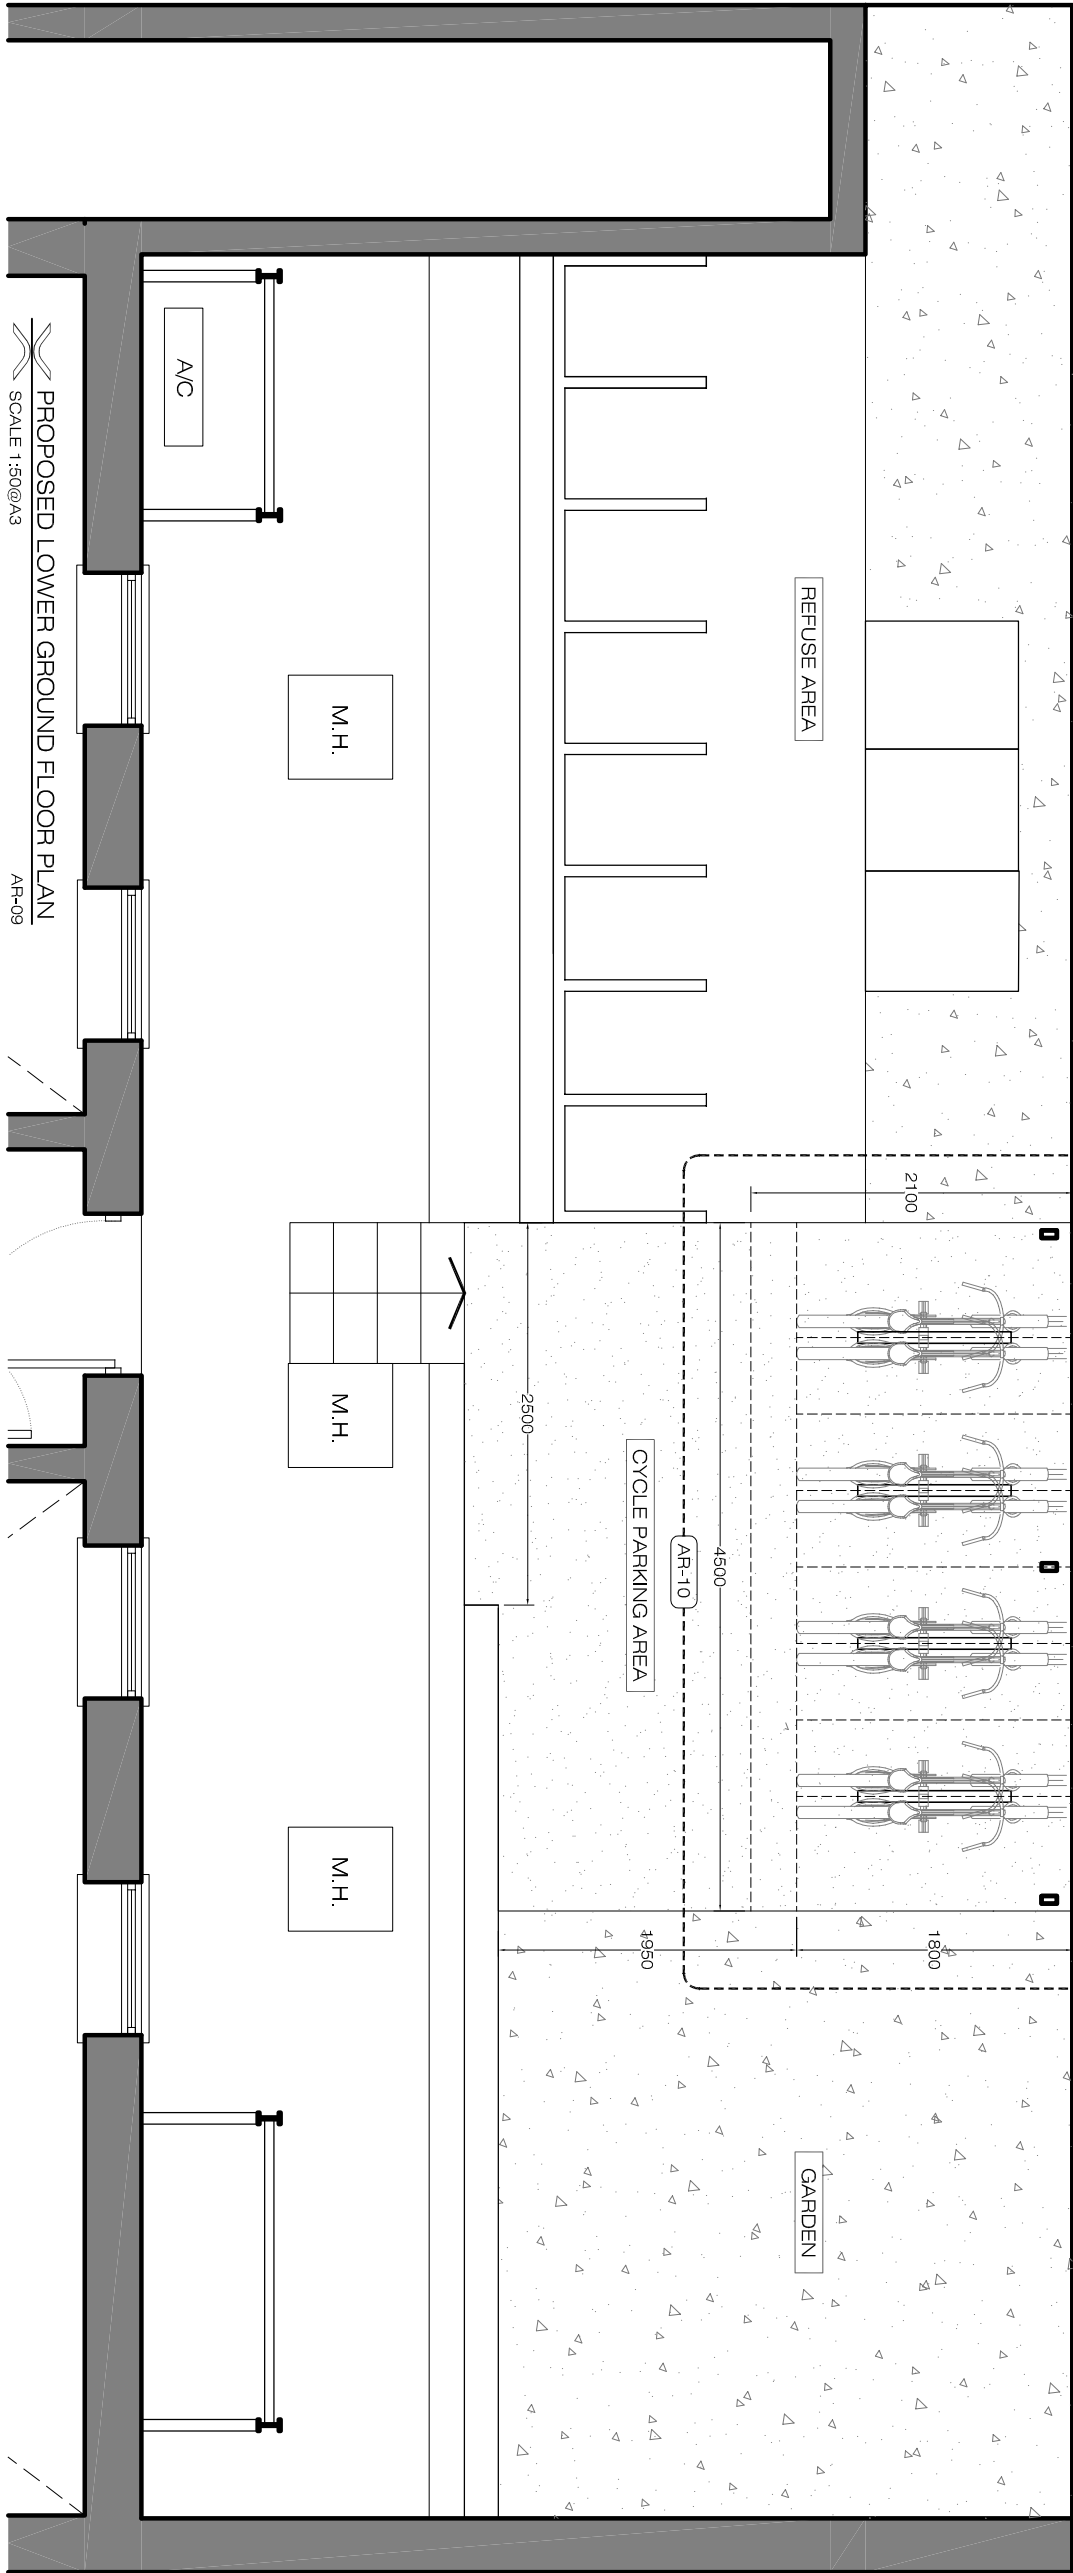 GARDEN
1800
1950
2100
4500
AR-10
CYCLE PARKING AREA
2500
REFUSE AREA
M.H.
M.H.
M.H.
A/C
PROPOSED LOWER GROUND FLOOR PLAN
SCALE 1:50@A3
AR-09